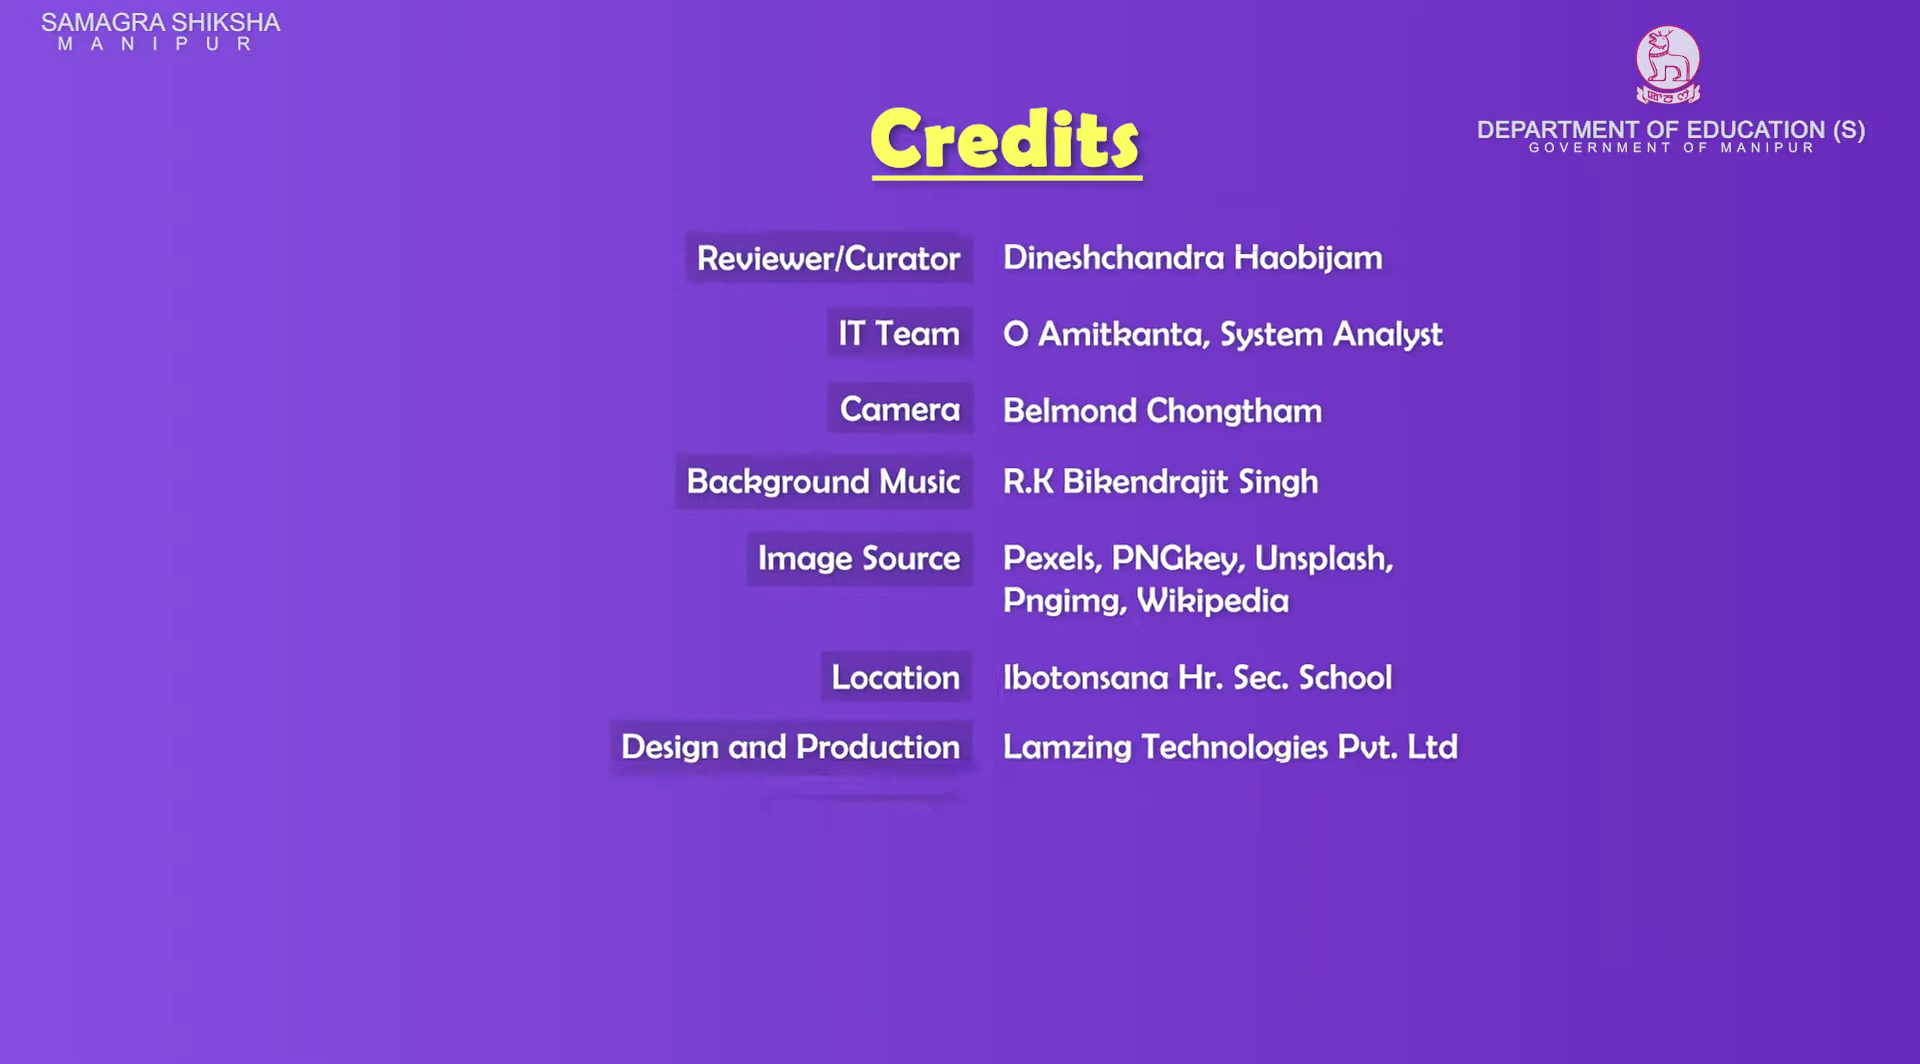 SAMAGRA SHIKSHA
MANIPUR
DEPARTMENT OF EDUCATION (S)
GOVERNMENT OF MANIPUR
Credits
Reviewer/Curator Dineshchandra Haobijam
IT Team O Amitkanta, System Analyst
Camera Belmond Chongtham
Background Music R.K Bikendrajit Singh
Image Source Pexels, PNGkey, Unsplash,
Pngimg, Wikipedia
Location Ibotonsana Hr. Sec. School
Design and Production Lamzing Technologies Pvt. Ltd